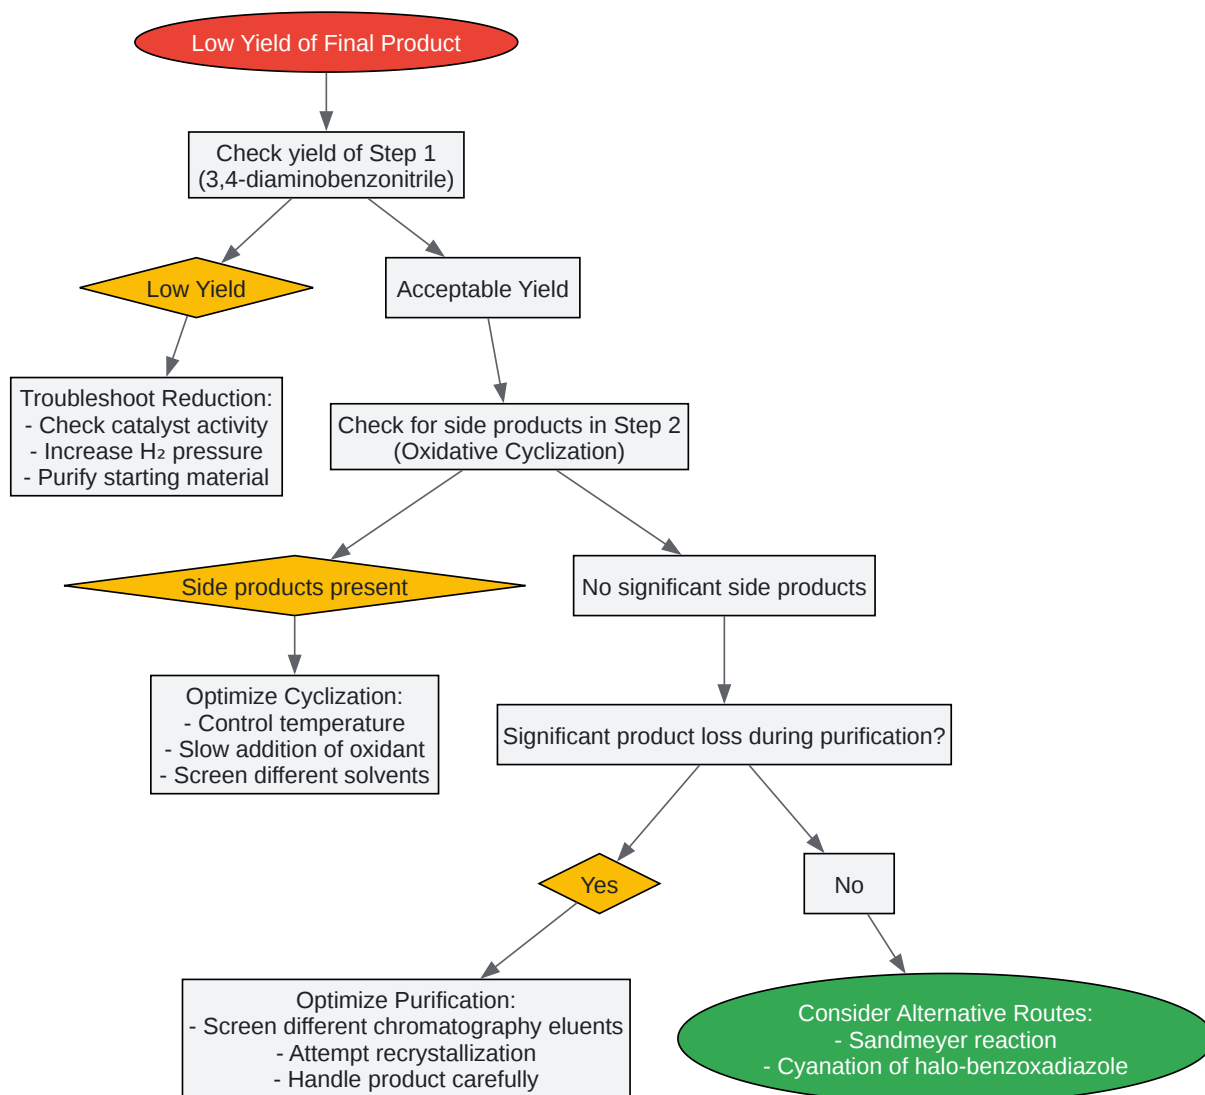 Low Yield of Final Product
Check yield of Step 1
(3,4-diaminobenzonitrile)
Low Yield
Acceptable Yield
Troubleshoot Reduction:
- Check catalyst activity
- Increase H₂ pressure
- Purify starting material
Check for side products in Step 2
(Oxidative Cyclization)
Side products present
No significant side products
Optimize Cyclization:
- Control temperature
- Slow addition of oxidant
- Screen different solvents
Significant product loss during purification?
Yes
No
Optimize Purification:
- Screen different chromatography eluents
- Attempt recrystallization
- Handle product carefully
Consider Alternative Routes:
- Sandmeyer reaction
- Cyanation of halo-benzoxadiazole